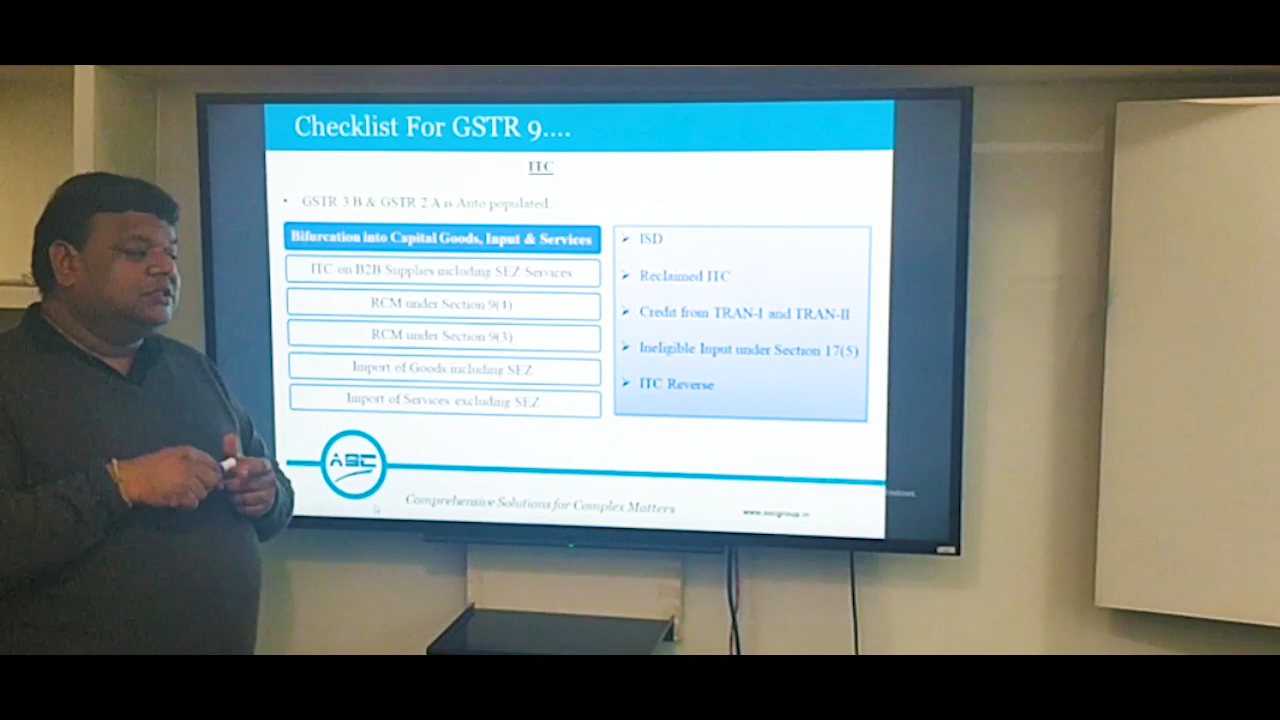 Checklist For GSTR 9....
ITC
• GSTR 3 B & GSTR 2 A is Auto populated
Bifurcation into Capital Goods, Input & Services
ITC on B2B Supplies including SEZ Services
RCM under Section 9(4)
RCM under Section 9(3)
Import of Goods including SEZ
Import of Services excluding SEZ
➢ ISD
➢ Reclaimed ITC
➢ Credit from TRAN-I and TRAN-II
➢ Ineligible Input under Section 17(5)
➢ ITC Reverse
ASC
Comprehensive Solutions for Complex Matters
www.ascgroup.in